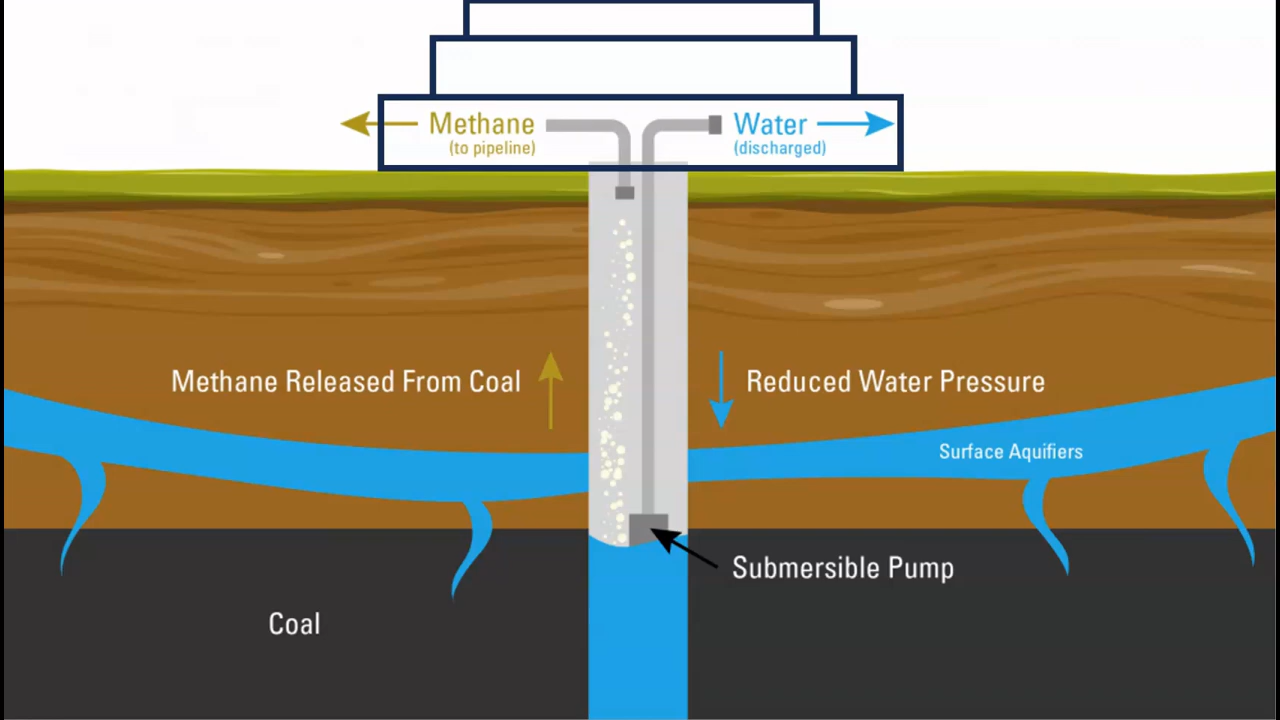 Methane
(to pipeline)
Water
(discharged)
Methane Released From Coal
Reduced Water Pressure
Surface Aquifiers
Submersible Pump
Coal